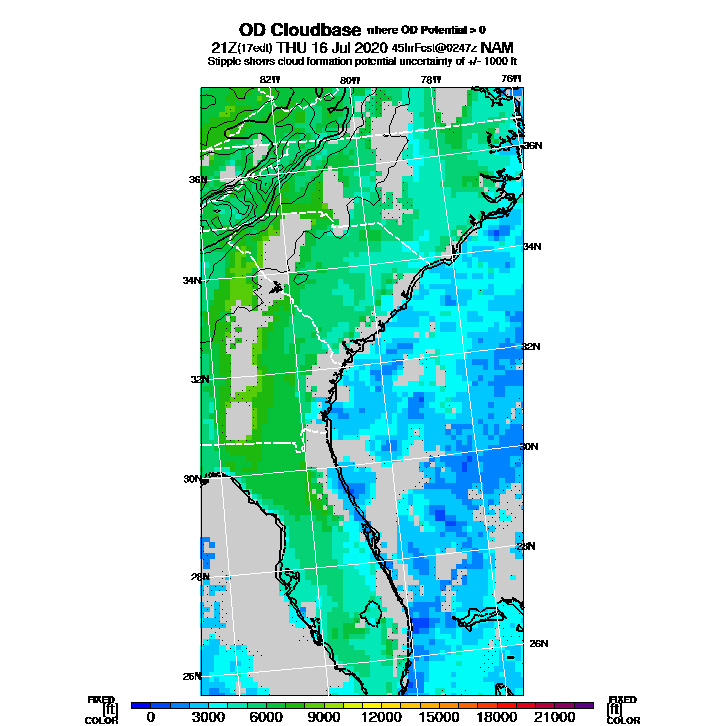 OD Cloudbase where OD Potential > 0
21Z(17edt) THU 16 Jul 2020 45hrFcst@0247z NAM
Stipple shows cloud formation potential uncertainty of +/- 1000 ft
82W 80W 78W 76W
36N 36N
34N 34N
32N 32N
30N 30N
28N 28N
26N 26N
FIXED FIXED
[ft] 0 3000 6000 9000 12000 15000 18000 21000 [ft]
COLOR COLOR